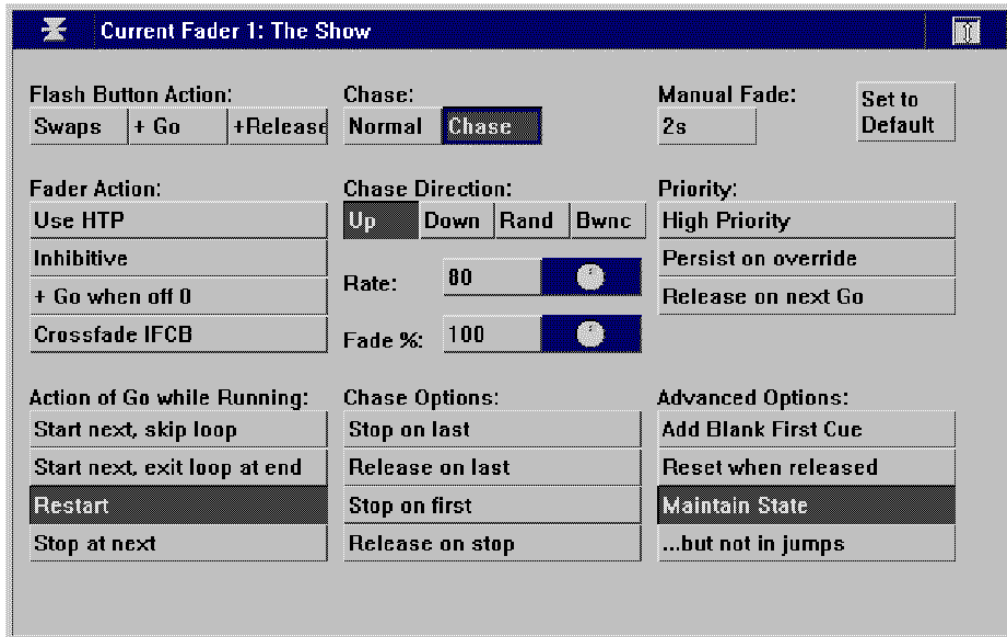 Current Fader 1: The Show
Flash Button Action:
Swaps + Go +Release
Chase:
Normal Chase
Manual Fade:
2s
Set to
Default
Fader Action:
Use HTP
Inhibitive
+ Go when off 0
Crossfade IFCB
Chase Direction:
Up Down Rand Bwnc
Rate: 80
Fade %: 100
Priority:
High Priority
Persist on override
Release on next Go
Action of Go while Running:
Start next, skip loop
Start next, exit loop at end
Restart
Stop at next
Chase Options:
Stop on last
Release on last
Stop on first
Release on stop
Advanced Options:
Add Blank First Cue
Reset when released
Maintain State
...but not in jumps